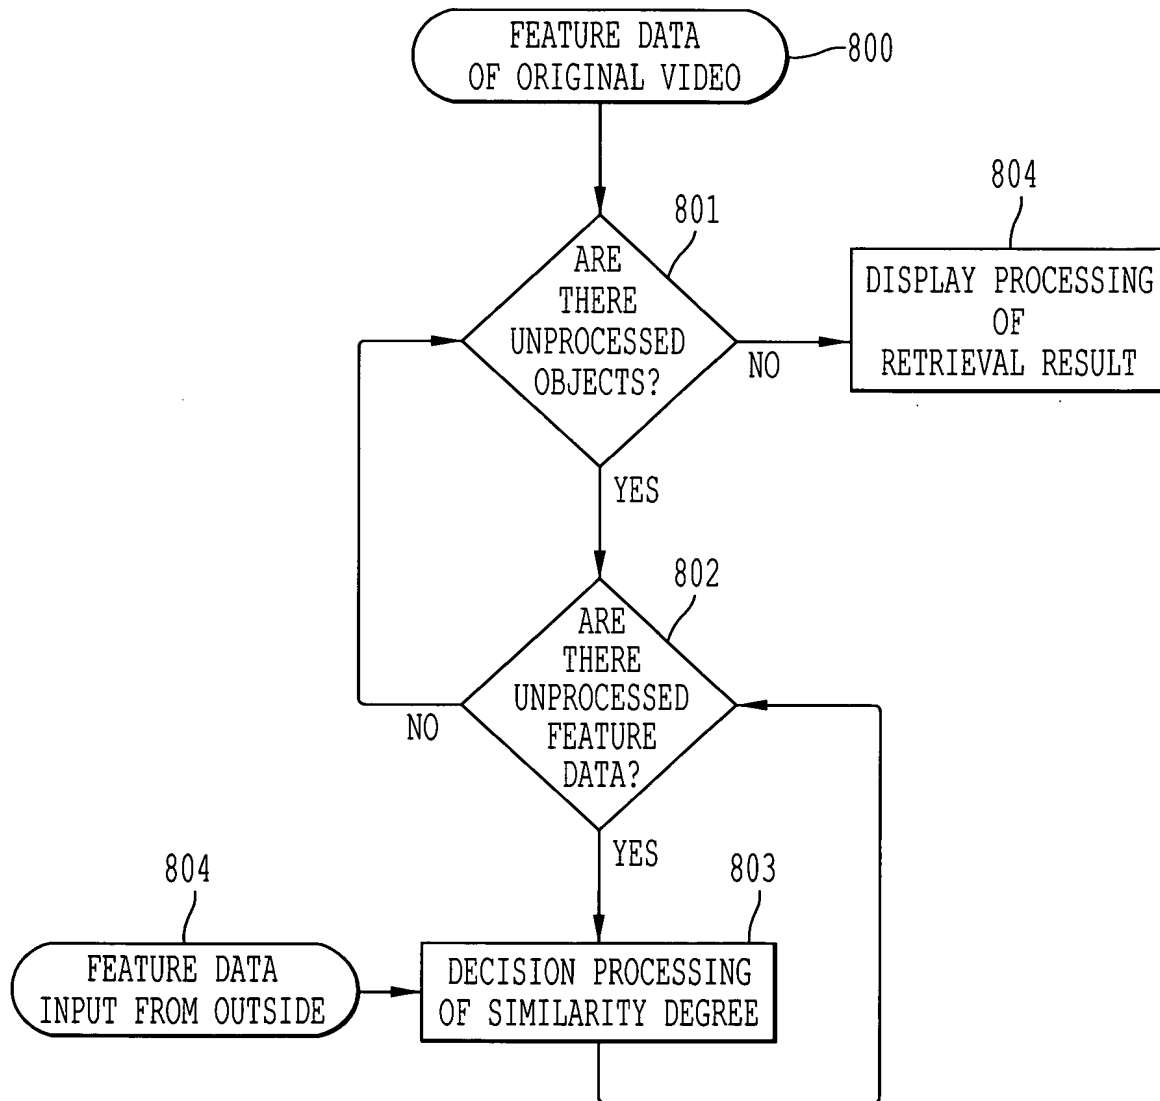 FEATURE DATA
OF ORIGINAL VIDEO
800
801
ARE
THERE
UNPROCESSED
OBJECTS?
NO
804
DISPLAY PROCESSING
OF
RETRIEVAL RESULT
YES
802
ARE
THERE
UNPROCESSED
FEATURE
DATA?
NO
YES
804
FEATURE DATA
INPUT FROM OUTSIDE
803
DECISION PROCESSING
OF SIMILARITY DEGREE